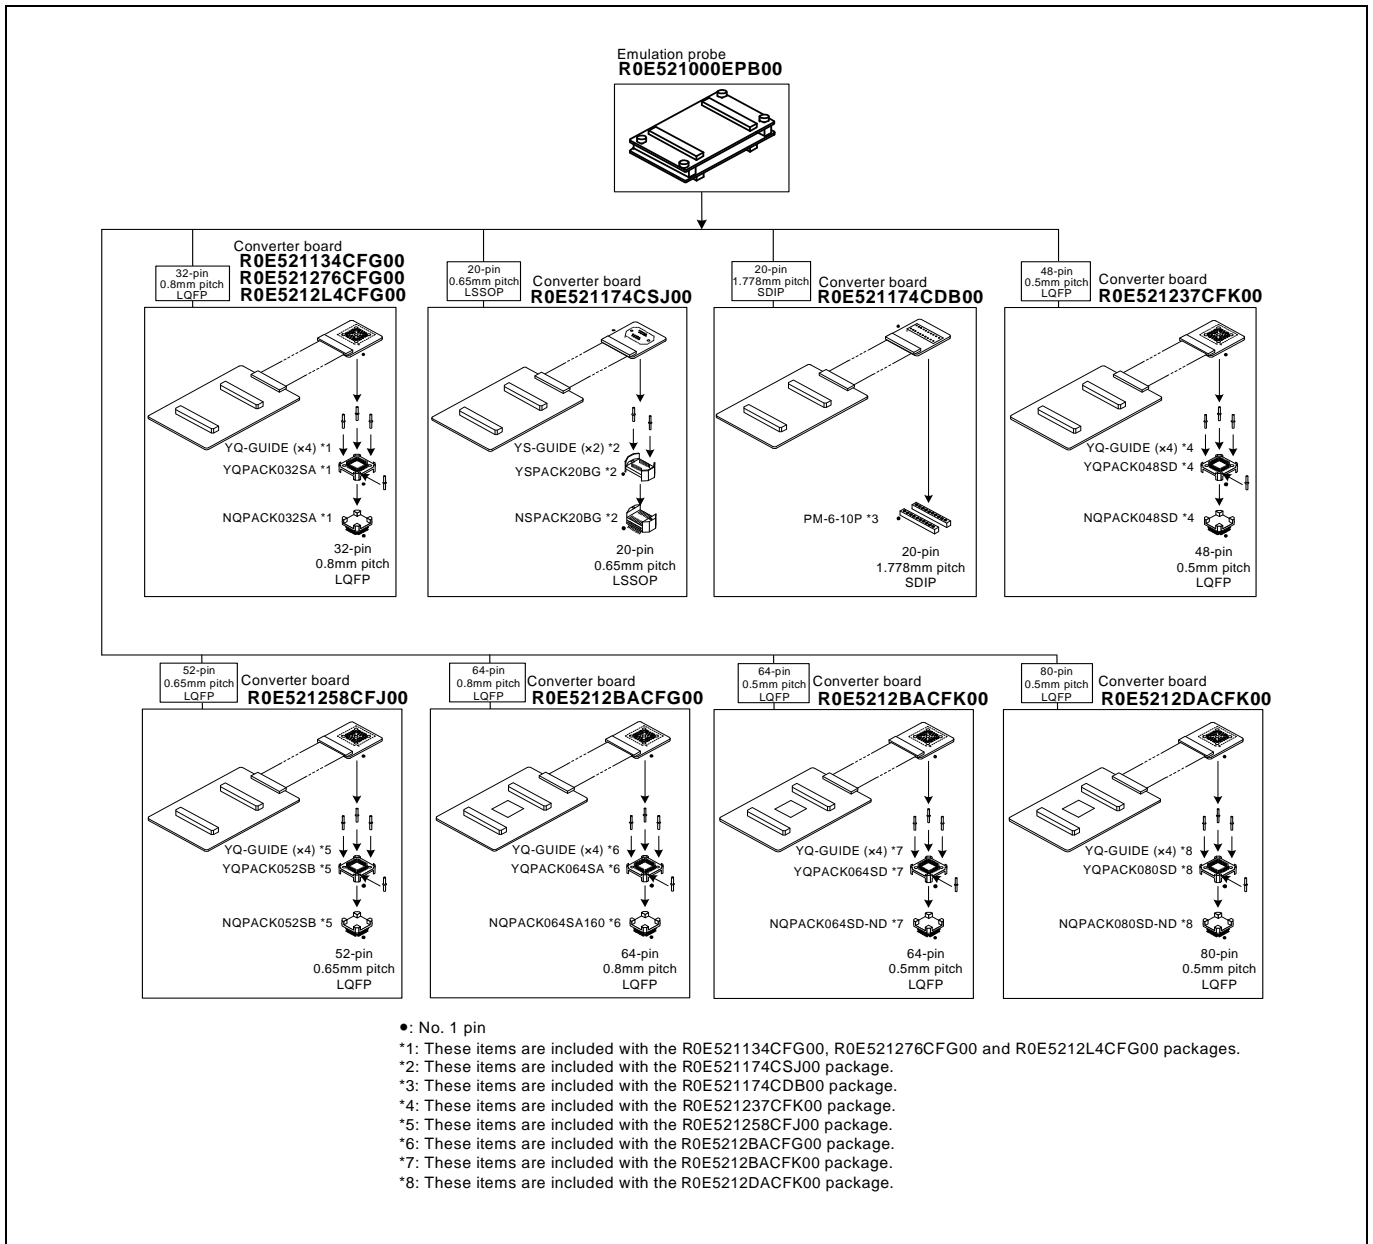 Emulation probe
R0E521000EPB00
32-pin
0.8mm pitch
LQFP
Converter board
R0E521134CFG00
R0E521276CFG00
R0E5212L4CFG00
YQ-GUIDE (×4) *1
YQPACK032SA *1
NQPACK032SA *1
32-pin
0.8mm pitch
LQFP
20-pin
0.65mm pitch
LSSOP
Converter board
R0E521174CSJ00
YS-GUIDE (×2) *2
YSPACK20BG *2
NSPACK20BG *2
20-pin
0.65mm pitch
LSSOP
20-pin
1.778mm pitch
SDIP
Converter board
R0E521174CDB00
PM-6-10P *3
20-pin
1.778mm pitch
SDIP
48-pin
0.5mm pitch
LQFP
Converter board
R0E521237CFK00
YQ-GUIDE (×4) *4
YQPACK048SD *4
NQPACK048SD *4
48-pin
0.5mm pitch
LQFP
52-pin
0.65mm pitch
LQFP
Converter board
R0E521258CFJ00
YQ-GUIDE (×4) *5
YQPACK052SB *5
NQPACK052SB *5
52-pin
0.65mm pitch
LQFP
64-pin
0.8mm pitch
LQFP
Converter board
R0E5212BACFG00
YQ-GUIDE (×4) *6
YQPACK064SA *6
NQPACK064SA160 *6
64-pin
0.8mm pitch
LQFP
64-pin
0.5mm pitch
LQFP
Converter board
R0E5212BACFK00
YQ-GUIDE (×4) *7
YQPACK064SD *7
NQPACK064SD-ND *7
64-pin
0.5mm pitch
LQFP
80-pin
0.5mm pitch
LQFP
Converter board
R0E5212DACFK00
YQ-GUIDE (×4) *8
YQPACK080SD *8
NQPACK080SD-ND *8
80-pin
0.5mm pitch
LQFP
●: No. 1 pin
*1: These items are included with the R0E521134CFG00, R0E521276CFG00 and R0E5212L4CFG00 packages.
*2: These items are included with the R0E521174CSJ00 package.
*3: These items are included with the R0E521174CDB00 package.
*4: These items are included with the R0E521237CFK00 package.
*5: These items are included with the R0E521258CFJ00 package.
*6: These items are included with the R0E5212BACFG00 package.
*7: These items are included with the R0E5212BACFK00 package.
*8: These items are included with the R0E5212DACFK00 package.